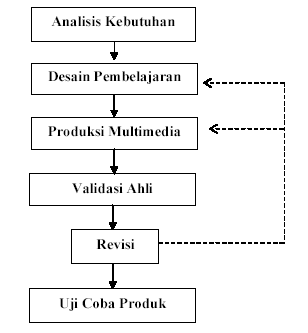 Analisis Kebutuhan
Desain Pembelajaran
Produksi Multimedia
Validasi Ahli
Revisi
Uji Coba Produk